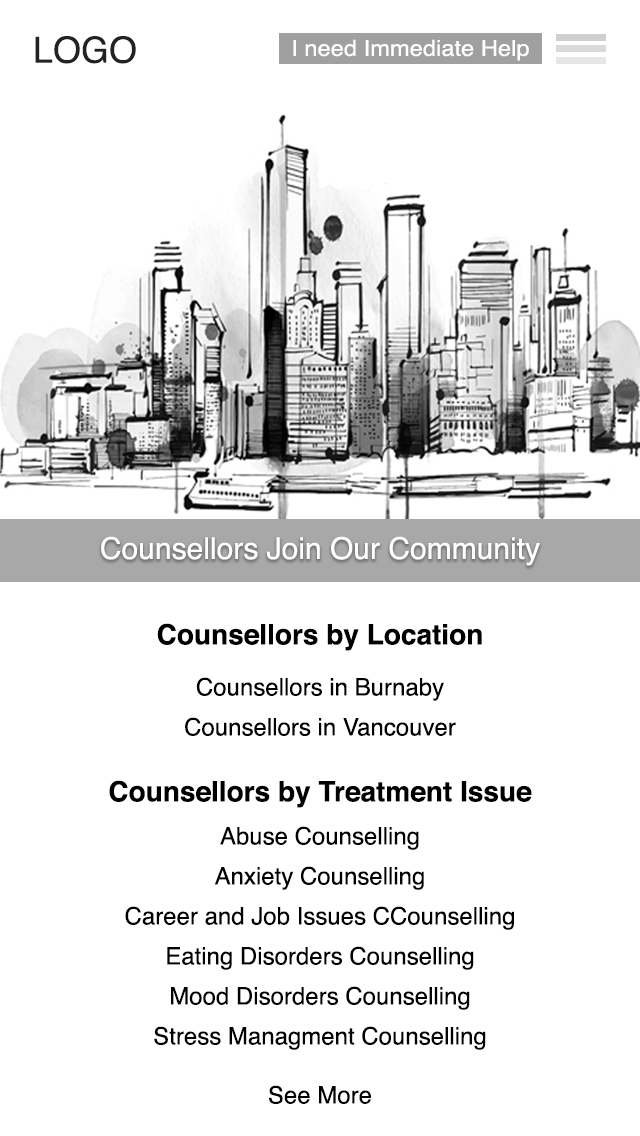 LOGO
I need Immediate Help
Counsellors Join Our Community
Counsellors by Location
Counsellors in Burnaby
Counsellors in Vancouver
Counsellors by Treatment Issue
Abuse Counselling
Anxiety Counselling
Career and Job Issues CCounselling
Eating Disorders Counselling
Mood Disorders Counselling
Stress Managment Counselling
See More